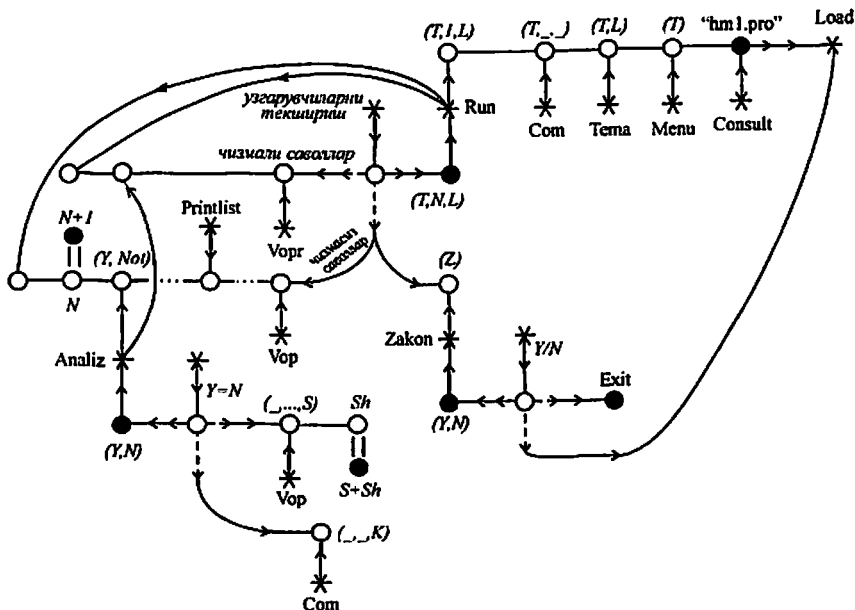 (T,I,L)
(T,_._)
(T,L)
(T)
“hm1.pro”
Load
узгарувчиларни
текшириш
Run
Com
Tema
Menu
Consult
чизмали саволлар
(T,N,L)
Printlist
N+1
Vopr
(Y, Not)
чизмасиз
саволлар
(Z)
N
Vop
Zakon
Y/N
Analiz
Y=N
Exit
(_,...,S)
Sh
(Y,N)
(Y,N)
Vop
S+Sh
(_,_,K)
Com